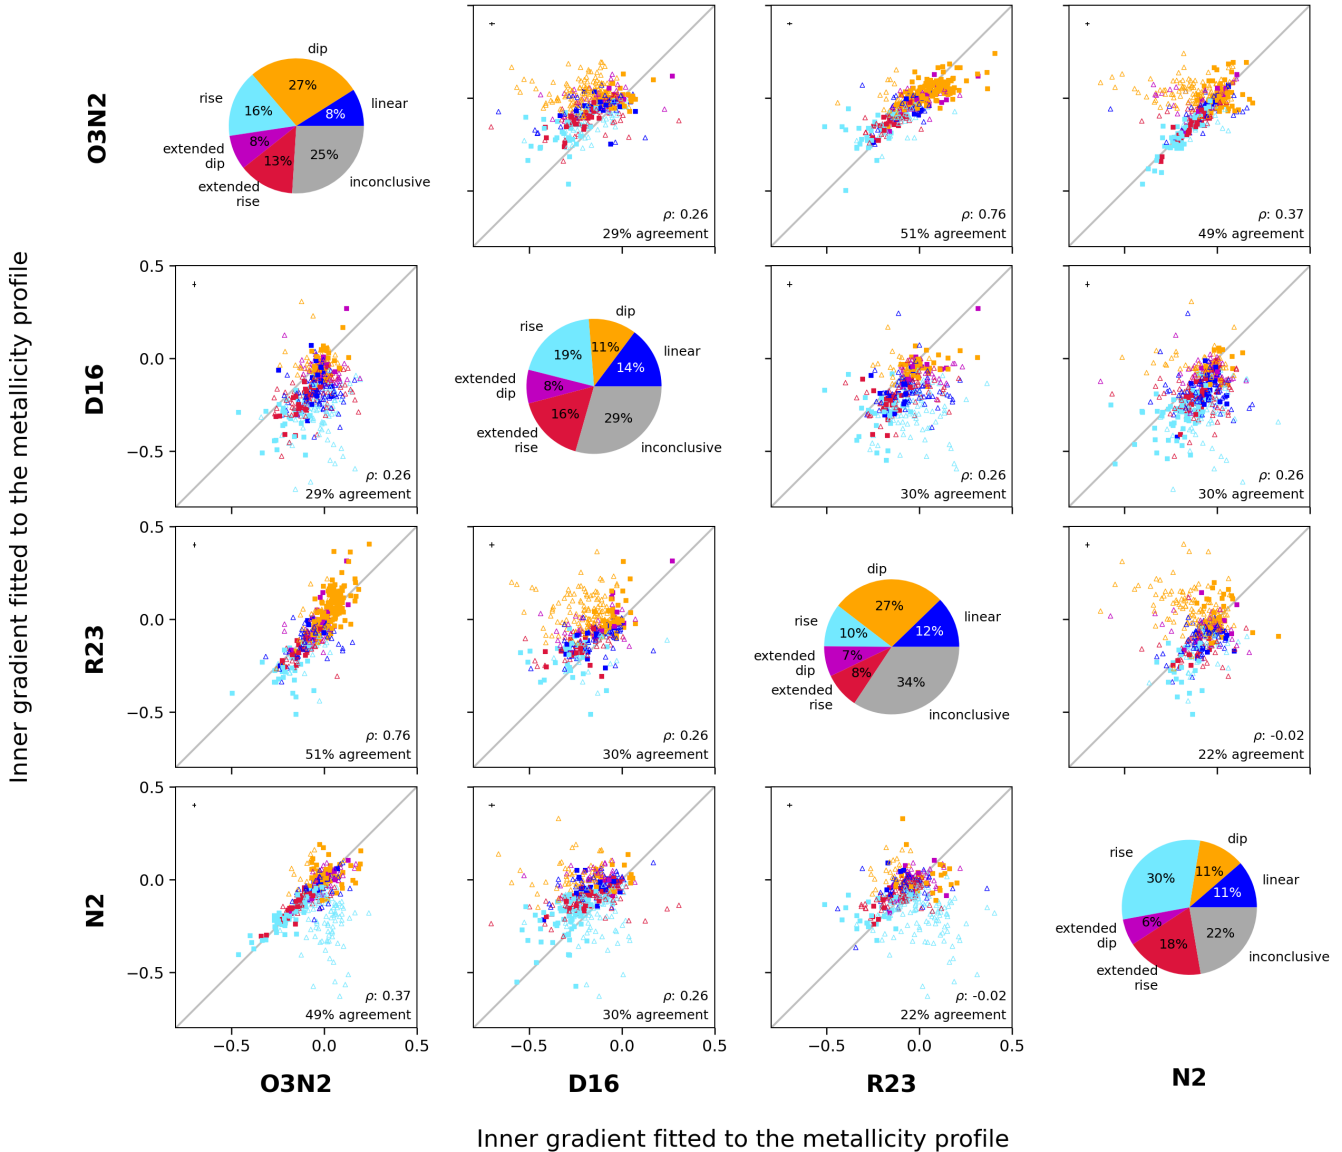 O3N2
dip
27%
rise
16%
linear
8%
extended
dip
8%
extended
rise
13%
25%
inconclusive
ρ: 0.26
29% agreement
ρ: 0.76
51% agreement
ρ: 0.37
49% agreement
Inner gradient fitted to the metallicity profile
D16
0.5
0.0
−0.5
ρ: 0.26
29% agreement
dip
11%
rise
19%
linear
14%
extended
dip
8%
extended
rise
16%
29%
inconclusive
ρ: 0.26
30% agreement
ρ: 0.26
30% agreement
R23
0.5
0.0
−0.5
ρ: 0.76
51% agreement
ρ: 0.26
30% agreement
dip
27%
rise
10%
linear
12%
extended
dip
7%
extended
rise
8%
34%
inconclusive
ρ: -0.02
22% agreement
N2
0.5
0.0
−0.5
ρ: 0.37
49% agreement
ρ: 0.26
30% agreement
ρ: -0.02
22% agreement
dip
11%
rise
30%
linear
11%
extended
dip
6%
extended
rise
18%
22%
inconclusive
−0.5 0.0 0.5
−0.5 0.0 0.5
−0.5 0.0 0.5
O3N2 D16 R23 N2
Inner gradient fitted to the metallicity profile